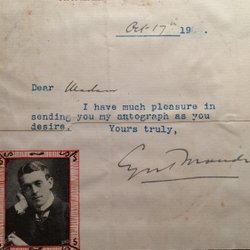 Oct 17th 19
Dear Madam
I have much pleasure in
sending you my autograph as you
desire. Yours truly,